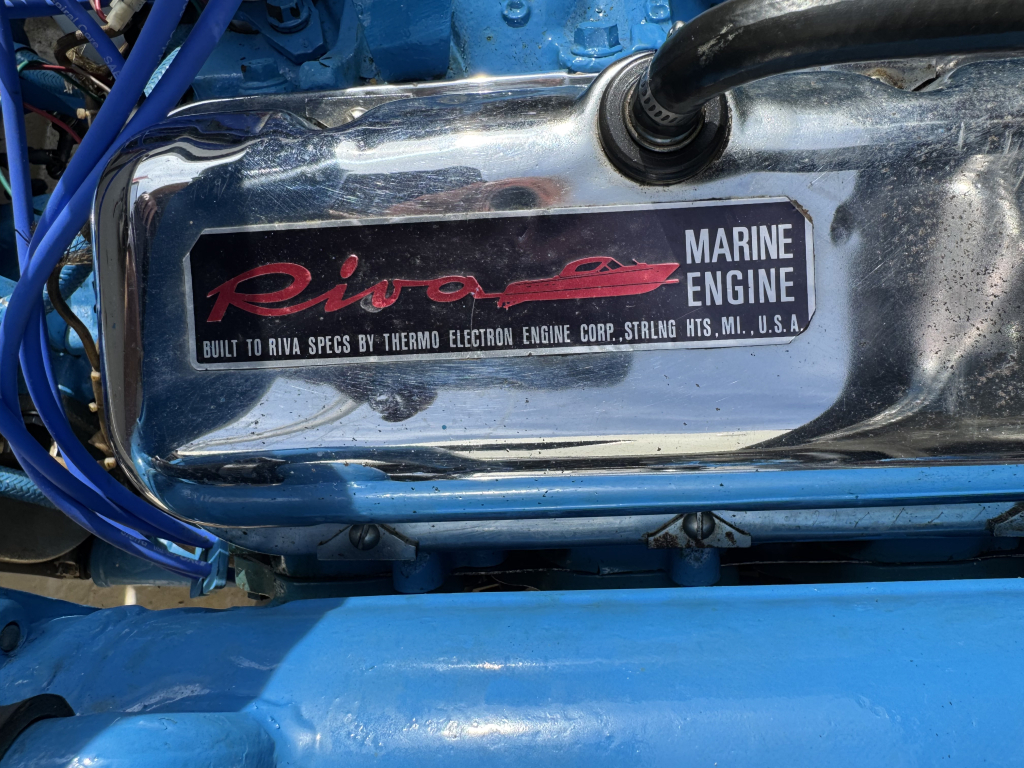 Riva MARINE
ENGINE
BUILT TO RIVA SPECS BY THERMO ELECTRON ENGINE CORP., STRLNG HTS, MI., U.S.A.